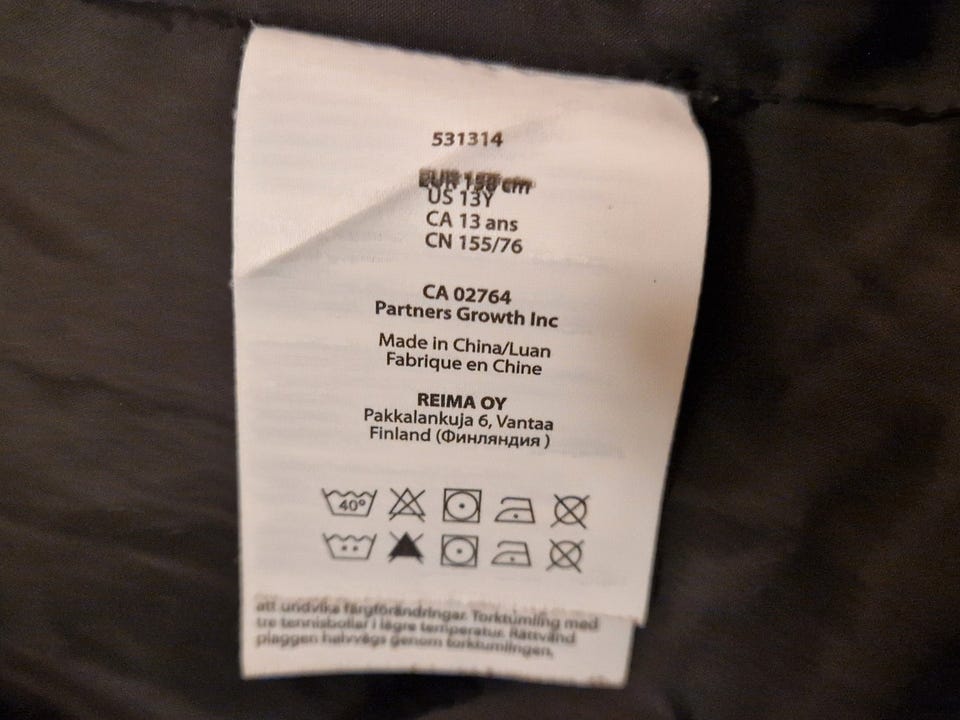 531314
EUR 158 cm
US 13Y
CA 13 ans
CN 155/76
CA 02764
Partners Growth Inc
Made in China/Luan
Fabrique en Chine
REIMA OY
Pakkalankuja 6, Vantaa
Finland (Финляндия )
40°
att undvika färgförändringar. Torktumling med
tre tennisbollar i lägre temperatur. Rättvänd
plaggen halvvägs genom torktumlingen.